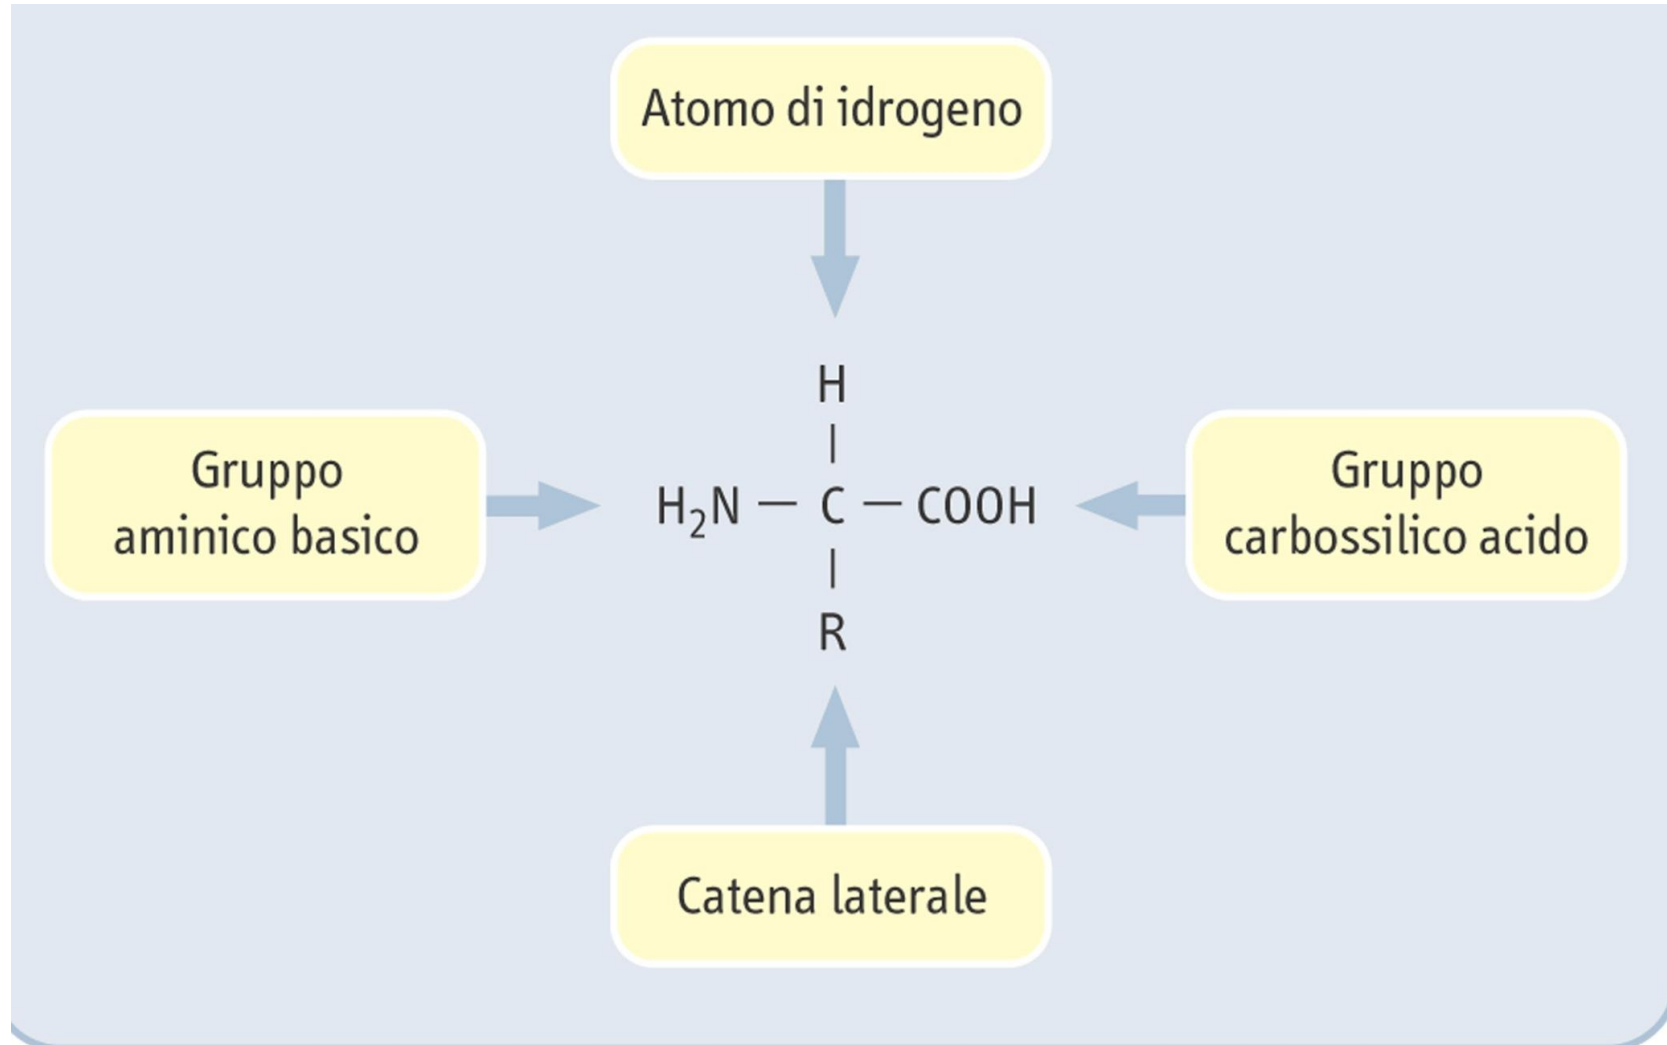 Atomo di idrogeno
H
Gruppo
aminico basico
H₂N — C — COOH
Gruppo
carbossilico acido
R
Catena laterale